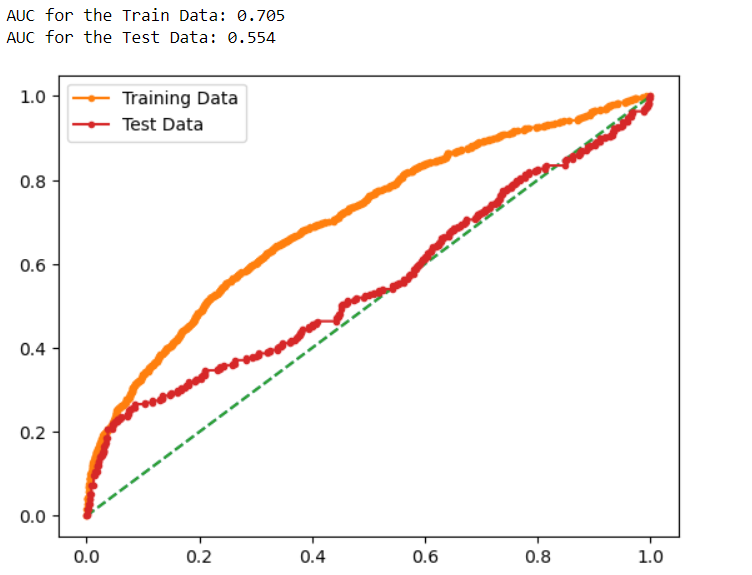 AUC for the Train Data: 0.705
AUC for the Test Data: 0.554
1.0
Training Data
Test Data
0.8
0.6
0.4
0.2
0.0
0.0 0.2 0.4 0.6 0.8 1.0